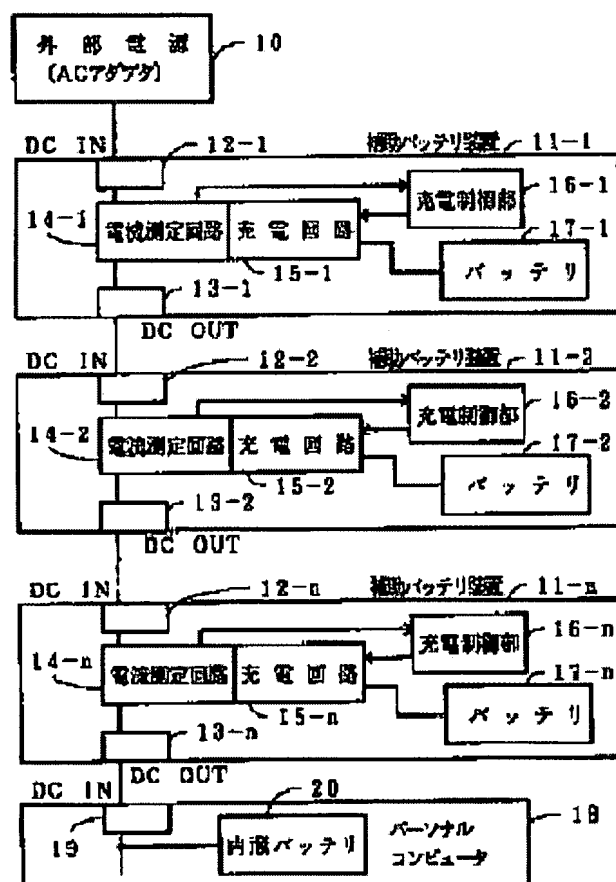 外部電源
(ACアダプタ)
10
DC IN
12-1
補助バッテリ装置
11-1
充電制御部
16-1
14-1
電流測定回路
充電回路
15-1
17-1
バッテリ
13-1
DC OUT
DC IN
12-2
補助バッテリ装置
11-2
充電制御部
16-2
14-2
電流測定回路
充電回路
15-2
17-2
バッテリ
13-2
DC OUT
DC IN
12-n
補助バッテリ装置
11-n
充電制御部
16-n
14-n
電流測定回路
充電回路
15-n
17-n
バッテリ
13-n
DC OUT
DC IN
20
19
内蔵バッテリ
パーソナル
コンピュータ
18